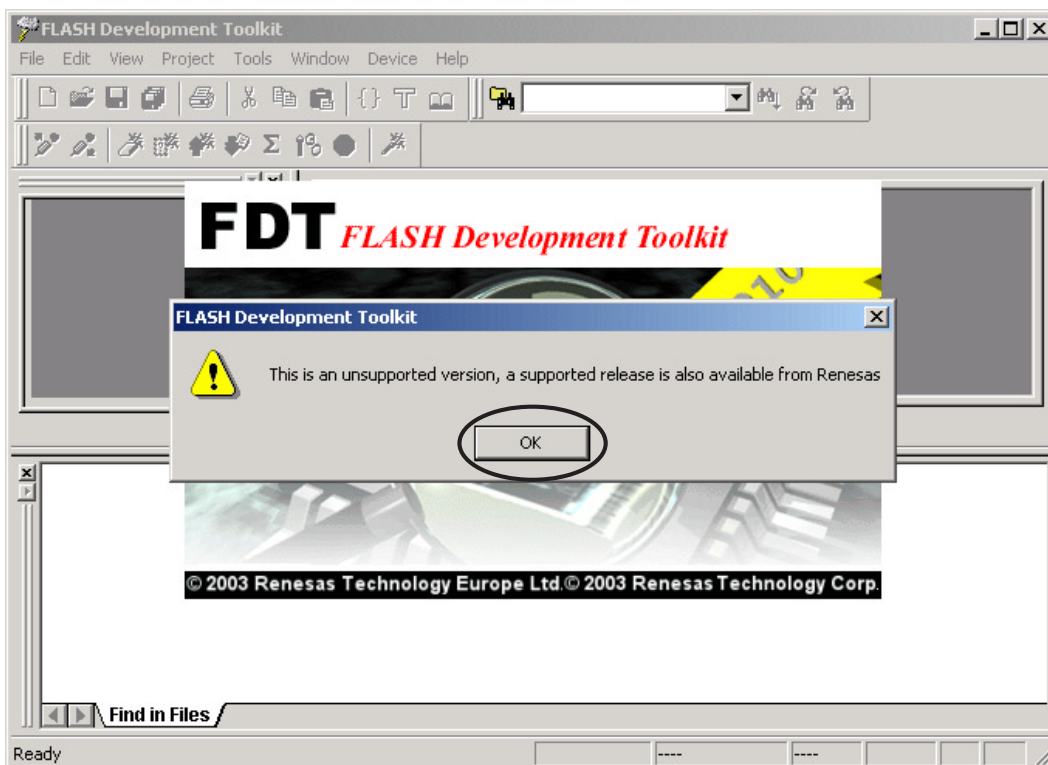 FLASH Development Toolkit
File Edit View Project Tools Window Device Help
FDT FLASH Development Toolkit
FLASH Development Toolkit
This is an unsupported version, a supported release is also available from Renesas
OK
© 2003 Renesas Technology Europe Ltd.© 2003 Renesas Technology Corp.
Find in Files
Ready
---- ----